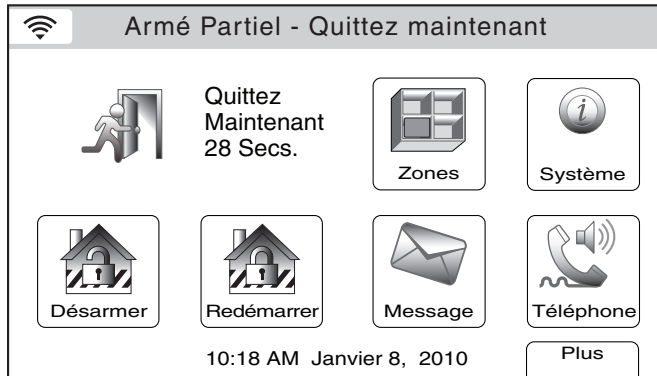 Armé Partiel - Quittez maintenant
Quittez
Maintenant
28 Secs.
Zones
Système
Désarmer
Redémarrer
Message
Téléphone
10:18 AM Janvier 8, 2010
Plus